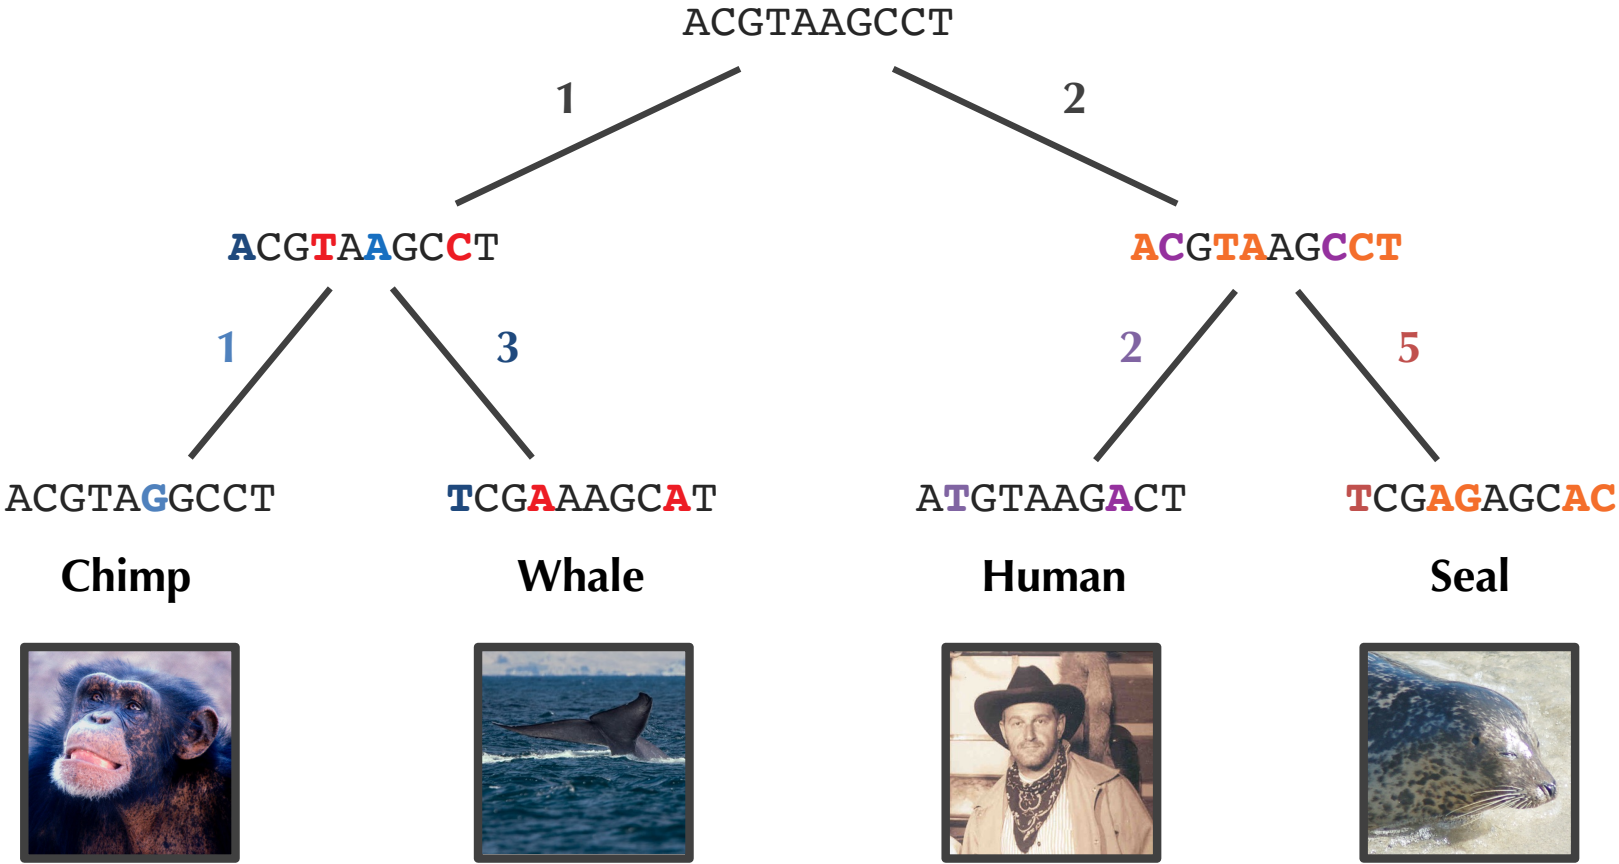 ACGTAAGCCT
1 2
ACGTAAGCCT ACGTAAGCCT
1 3 2 5
ACGTAGGCCT TCGAAAGCAT ATGTAAGACT TCGAGAGCAC
Chimp Whale Human Seal